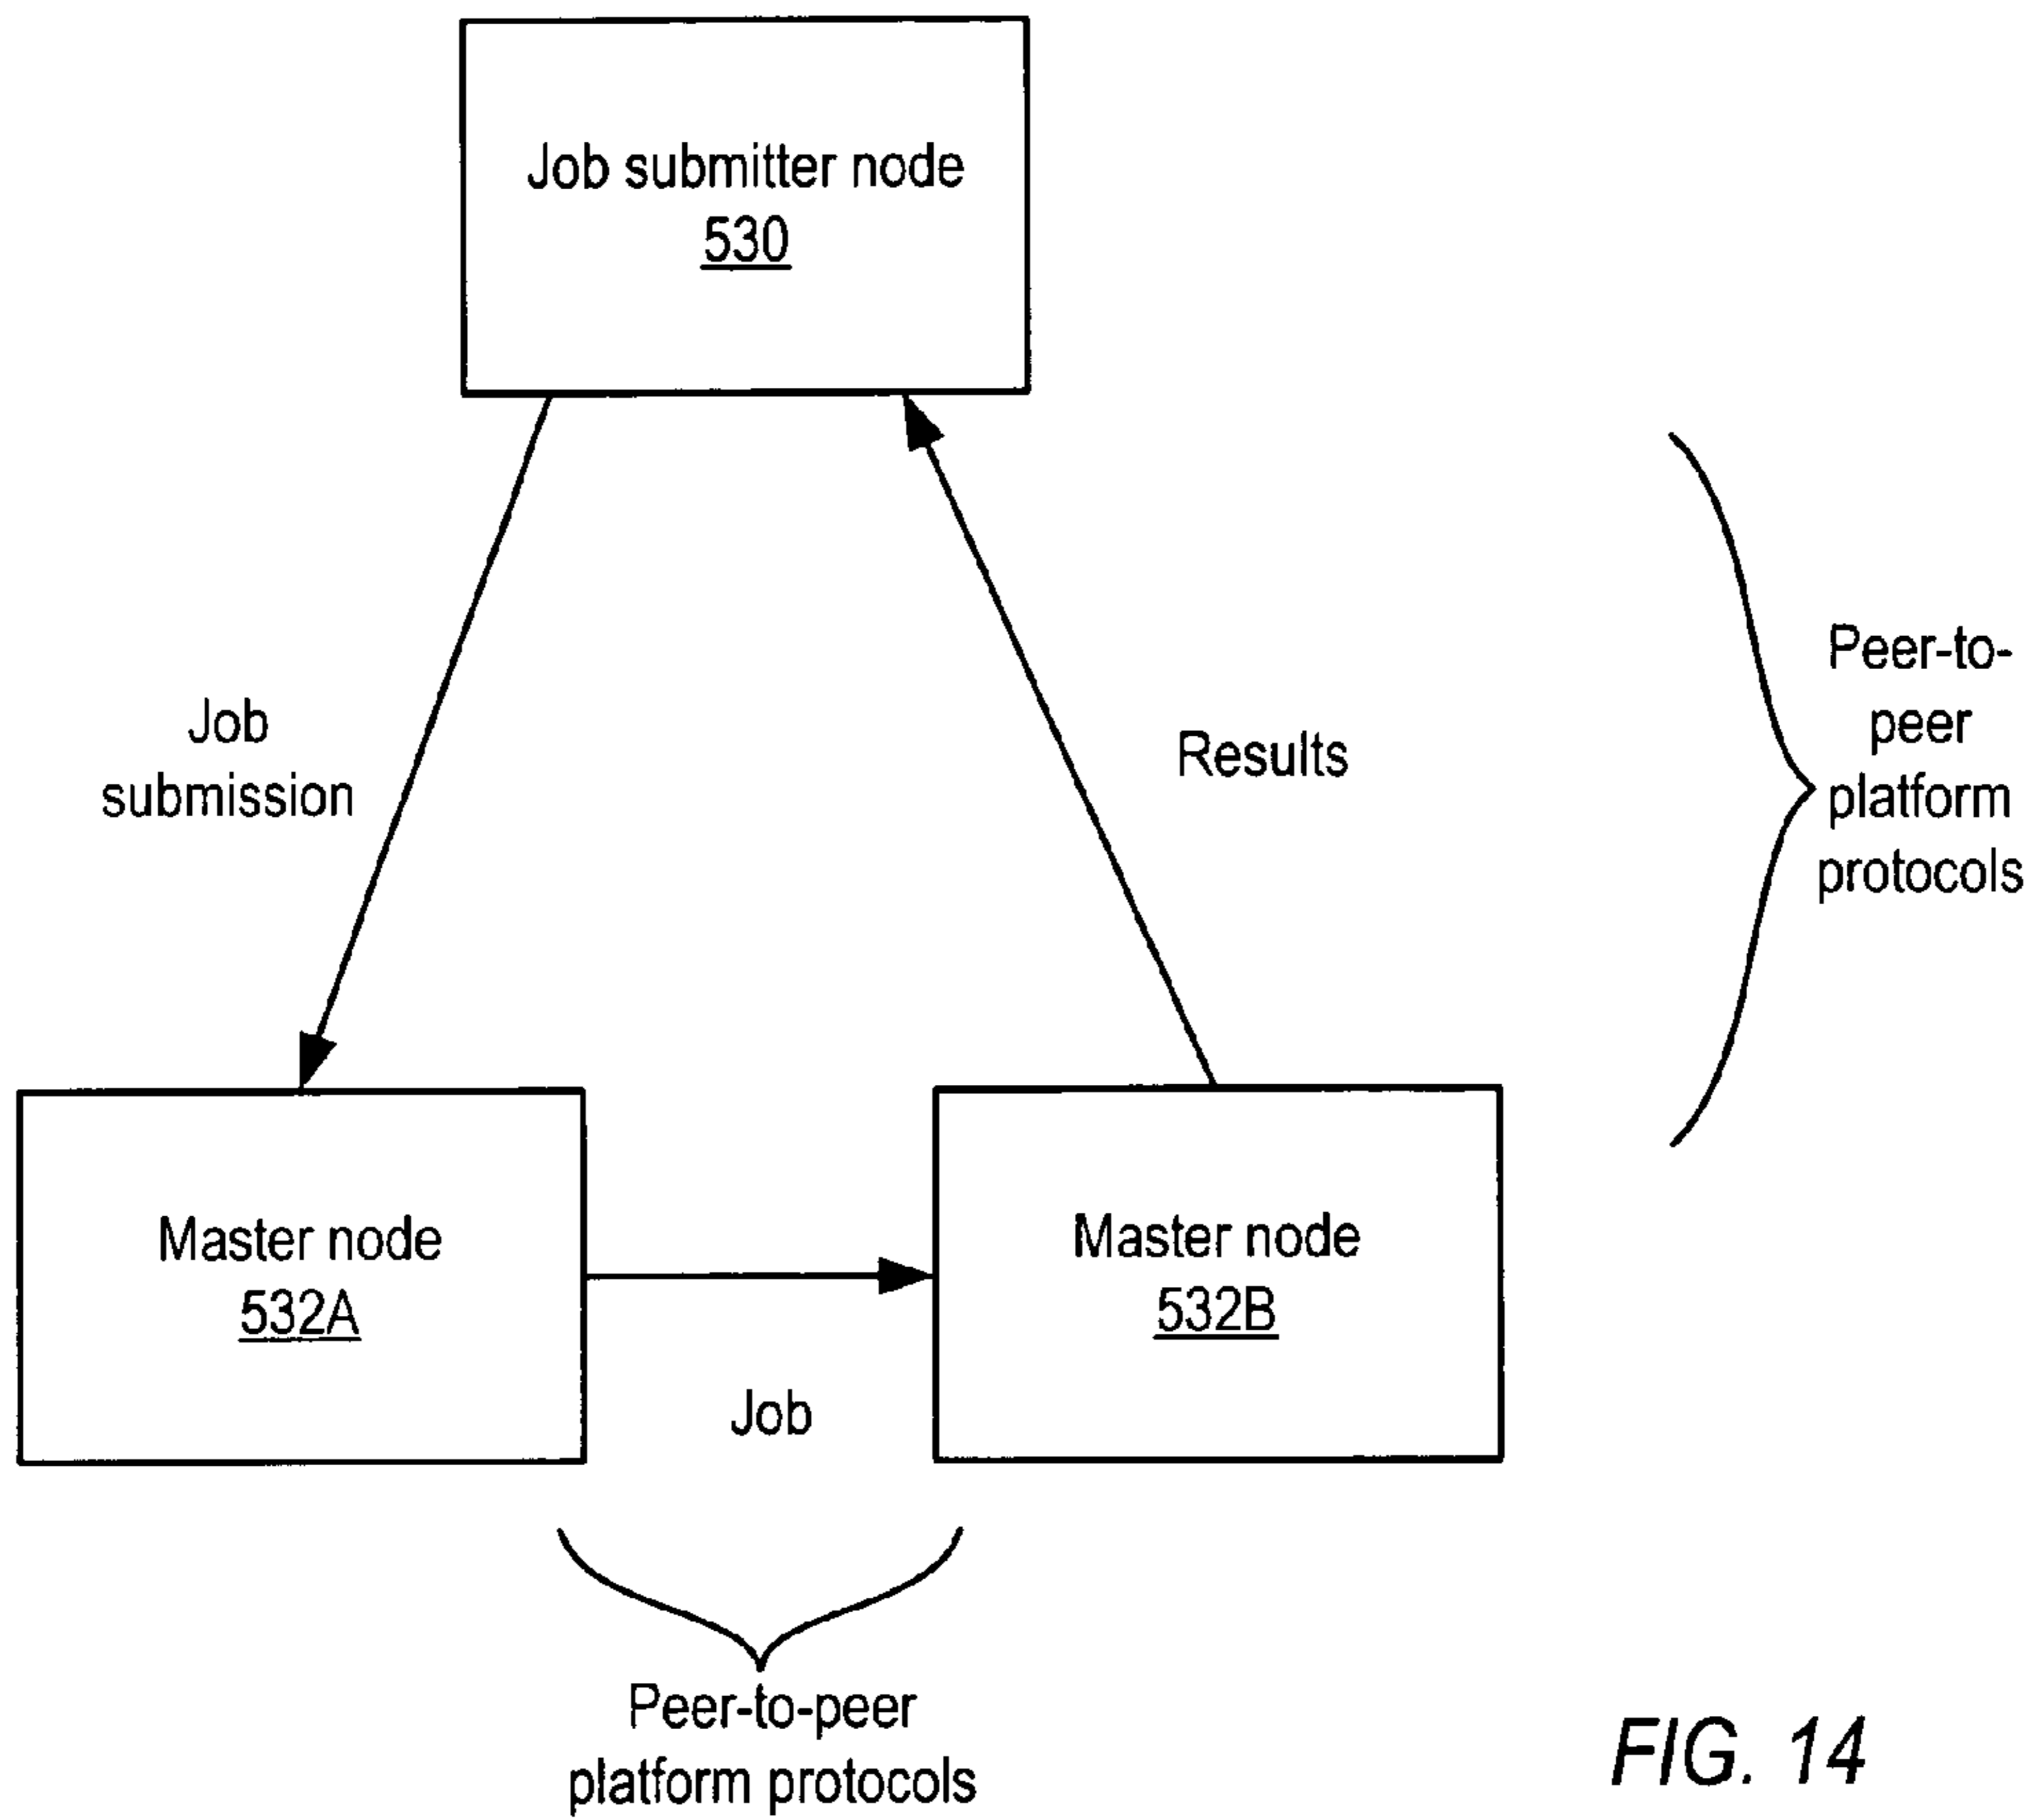 Job submitter node
530
Job
submission
Results
Peer-to-
peer
platform
protocols
Master node
532A
Master node
532B
Job
Peer-to-peer
platform protocols
FIG. 14